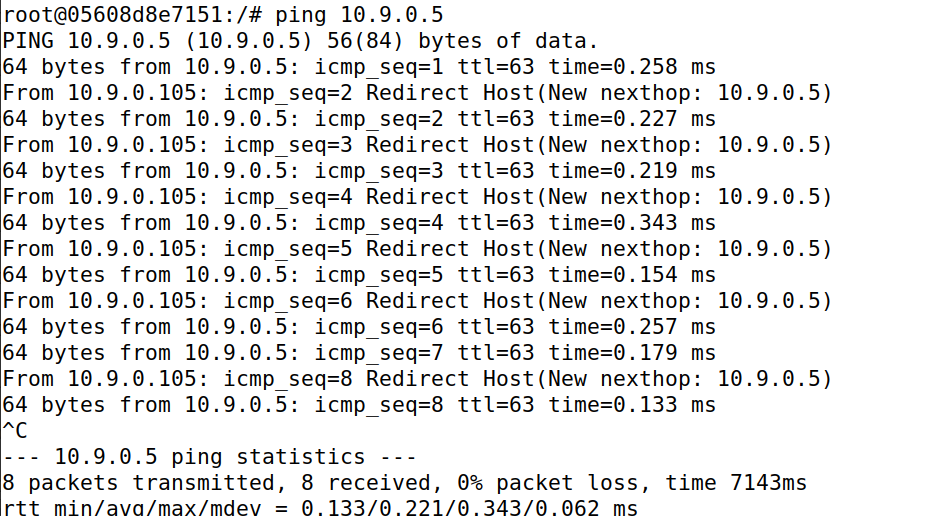 root@05608d8e7151:/# ping 10.9.0.5
PING 10.9.0.5 (10.9.0.5) 56(84) bytes of data.
64 bytes from 10.9.0.5: icmp_seq=1 ttl=63 time=0.258 ms
From 10.9.0.105: icmp_seq=2 Redirect Host(New nexthop: 10.9.0.5)
64 bytes from 10.9.0.5: icmp_seq=2 ttl=63 time=0.227 ms
From 10.9.0.105: icmp_seq=3 Redirect Host(New nexthop: 10.9.0.5)
64 bytes from 10.9.0.5: icmp_seq=3 ttl=63 time=0.219 ms
From 10.9.0.105: icmp_seq=4 Redirect Host(New nexthop: 10.9.0.5)
64 bytes from 10.9.0.5: icmp_seq=4 ttl=63 time=0.343 ms
From 10.9.0.105: icmp_seq=5 Redirect Host(New nexthop: 10.9.0.5)
64 bytes from 10.9.0.5: icmp_seq=5 ttl=63 time=0.154 ms
From 10.9.0.105: icmp_seq=6 Redirect Host(New nexthop: 10.9.0.5)
64 bytes from 10.9.0.5: icmp_seq=6 ttl=63 time=0.257 ms
64 bytes from 10.9.0.5: icmp_seq=7 ttl=63 time=0.179 ms
From 10.9.0.105: icmp_seq=8 Redirect Host(New nexthop: 10.9.0.5)
64 bytes from 10.9.0.5: icmp_seq=8 ttl=63 time=0.133 ms
^C
--- 10.9.0.5 ping statistics ---
8 packets transmitted, 8 received, 0% packet loss, time 7143ms
rtt min/avg/max/mdev = 0.133/0.221/0.343/0.062 ms